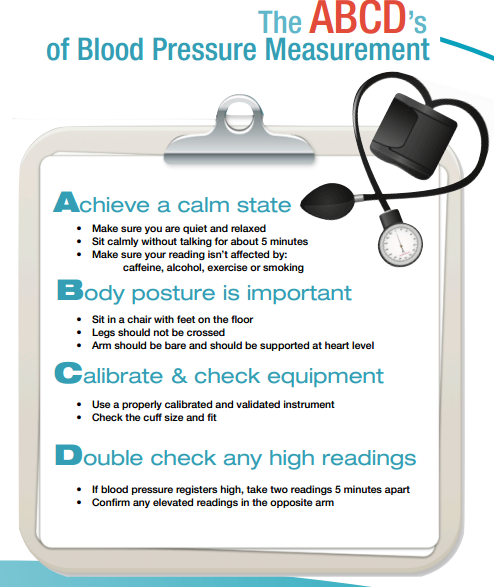 The ABCD's
of Blood Pressure Measurement
Achieve a calm state
• Make sure you are quiet and relaxed
• Sit calmly without talking for about 5 minutes
• Make sure your reading isn't affected by:
caffeine, alcohol, exercise or smoking
Body posture is important
• Sit in a chair with feet on the floor
• Legs should not be crossed
• Arm should be bare and should be supported at heart level
Calibrate & check equipment
• Use a properly calibrated and validated instrument
• Check the cuff size and fit
Double check any high readings
• If blood pressure registers high, take two readings 5 minutes apart
• Confirm any elevated readings in the opposite arm